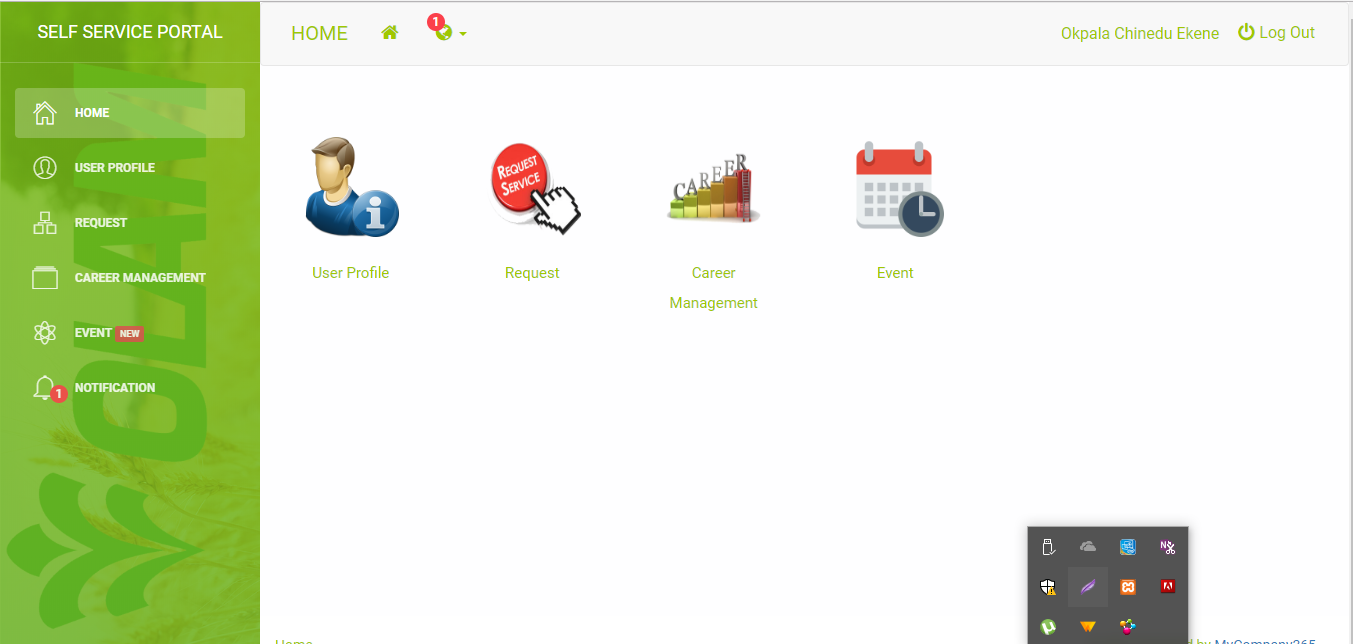 SELF SERVICE PORTAL
HOME
1
Okpala Chinedu Ekene
Log Out
HOME
USER PROFILE
REQUEST
CAREER MANAGEMENT
EVENT NEW
1 NOTIFICATION
OLAM
REQUEST
SERVICE
CAREER
User Profile
Request
Career
Management
Event
N
Home
by MyCompany365